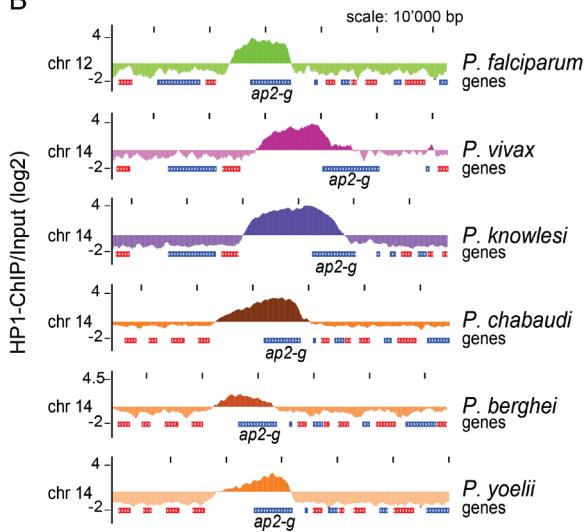 B
scale: 10'000 bp
HP1-ChIP/Input (log2)
4
chr 12
-2
P. falciparum
genes
ap2-g
4
chr 14
-2
P. vivax
genes
ap2-g
4
chr 14
-2
P. knowlesi
genes
ap2-g
4
chr 14
-2
P. chabaudi
genes
ap2-g
4.5
chr 14
-2
P. berghei
genes
ap2-g
4
chr 14
-2
P. yoelii
genes
ap2-g